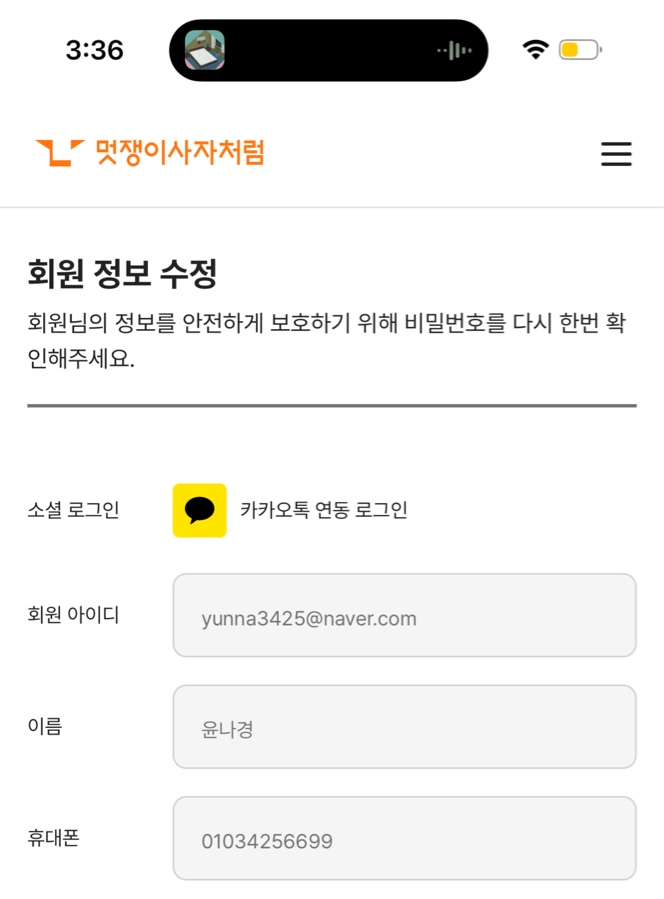 3:36
멋쟁이사자처럼
회원 정보 수정
회원님의 정보를 안전하게 보호하기 위해 비밀번호를 다시 한번 확
인해주세요.
소셜 로그인 카카오톡 연동 로그인
회원 아이디 yunna3425@naver.com
이름 윤나경
휴대폰 01034256699